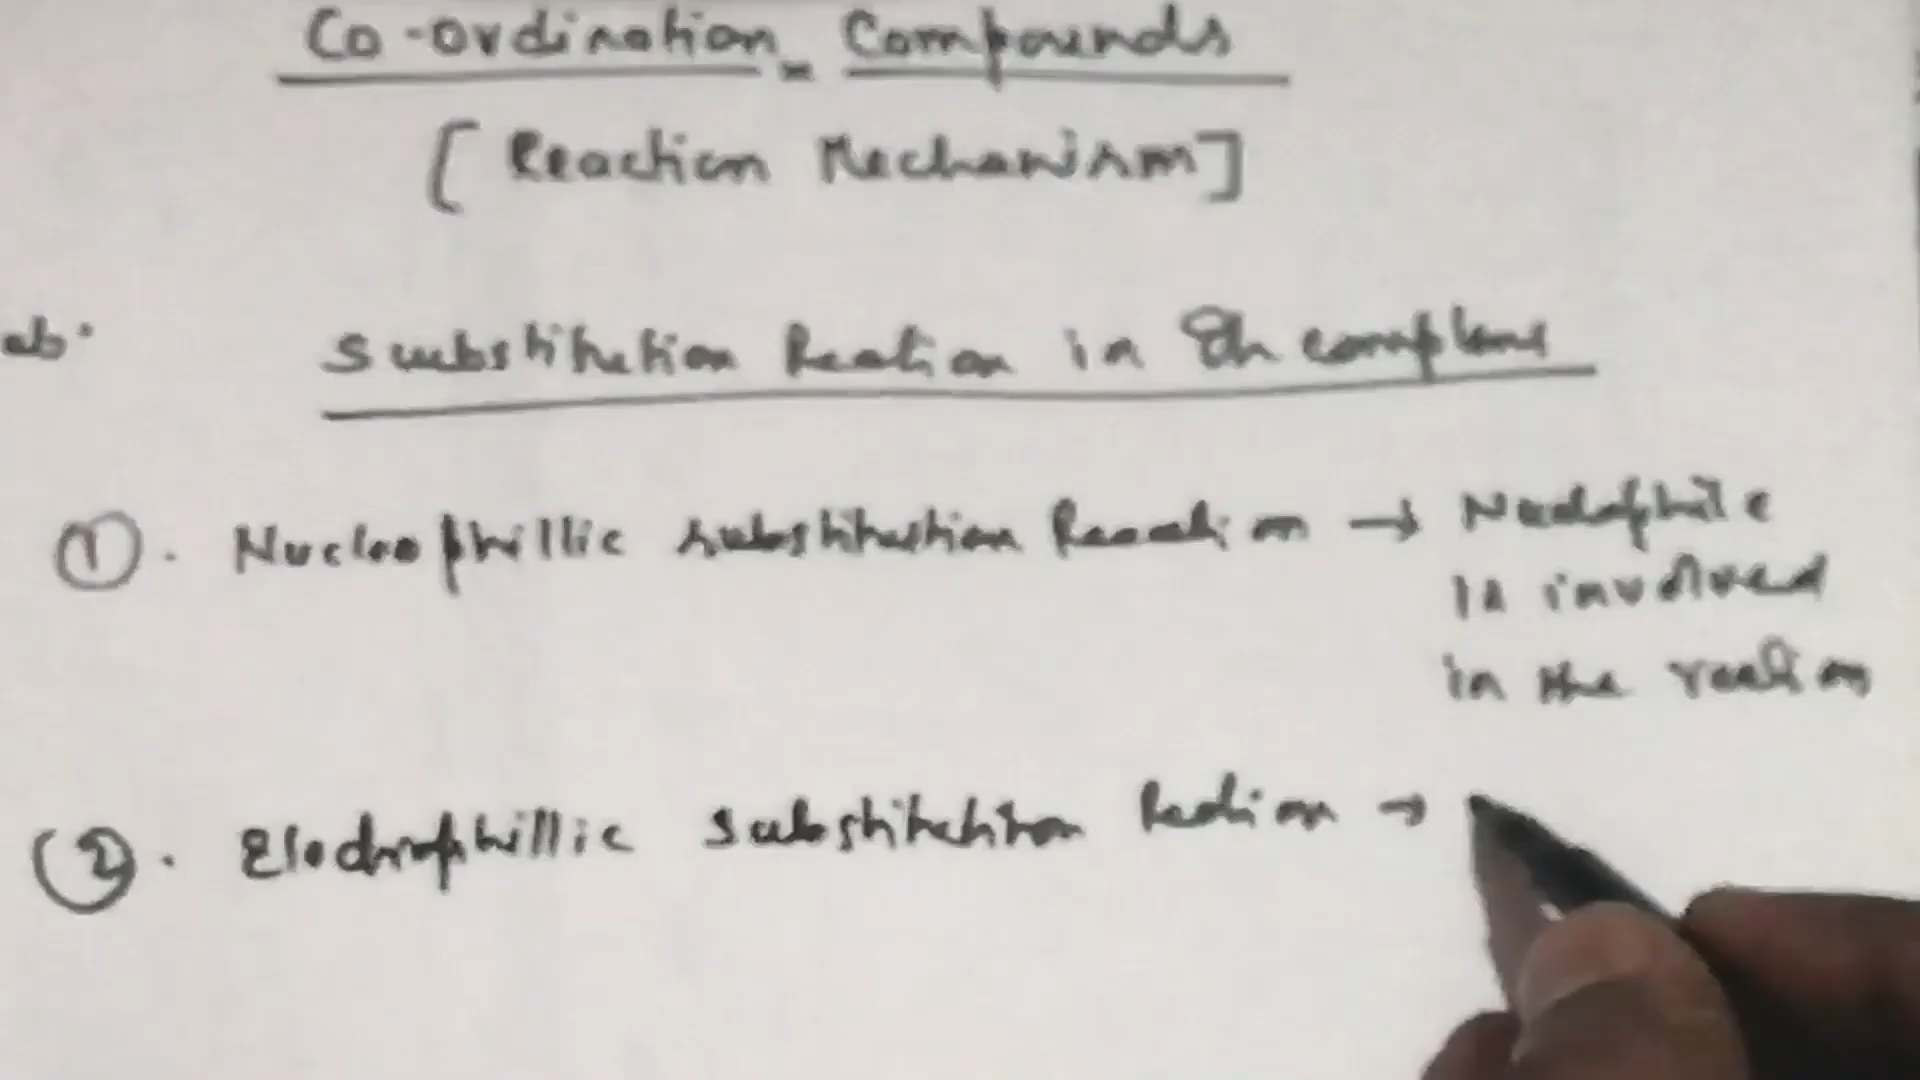 Co-ordination Compounds
[Reaction Mechanism]
Substitution Reaction in Oh complexes
①. Nucleophillic substitution Reaction → Nucleophile
is involved
in the reaction
②. Electrophillic substitution Reaction →